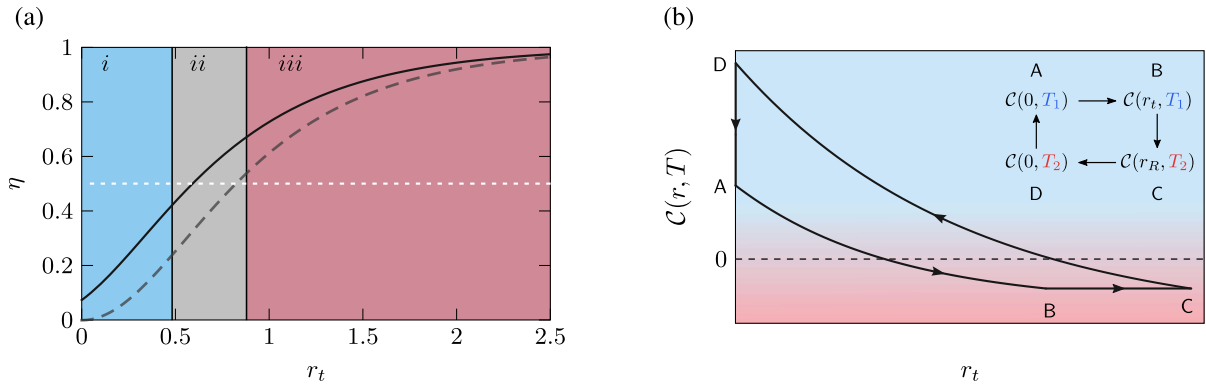 (a)
i ii iii
1
0.8
0.6
0.4
0.2
0
η
0 0.5 1 1.5 2 2.5
r_t
(b)
D
A
0
𝒞(r, T)
A B
𝒞(0, T_1) 𝒞(r_t, T_1)
𝒞(0, T_2) 𝒞(r_R, T_2)
D C
B
C
r_t